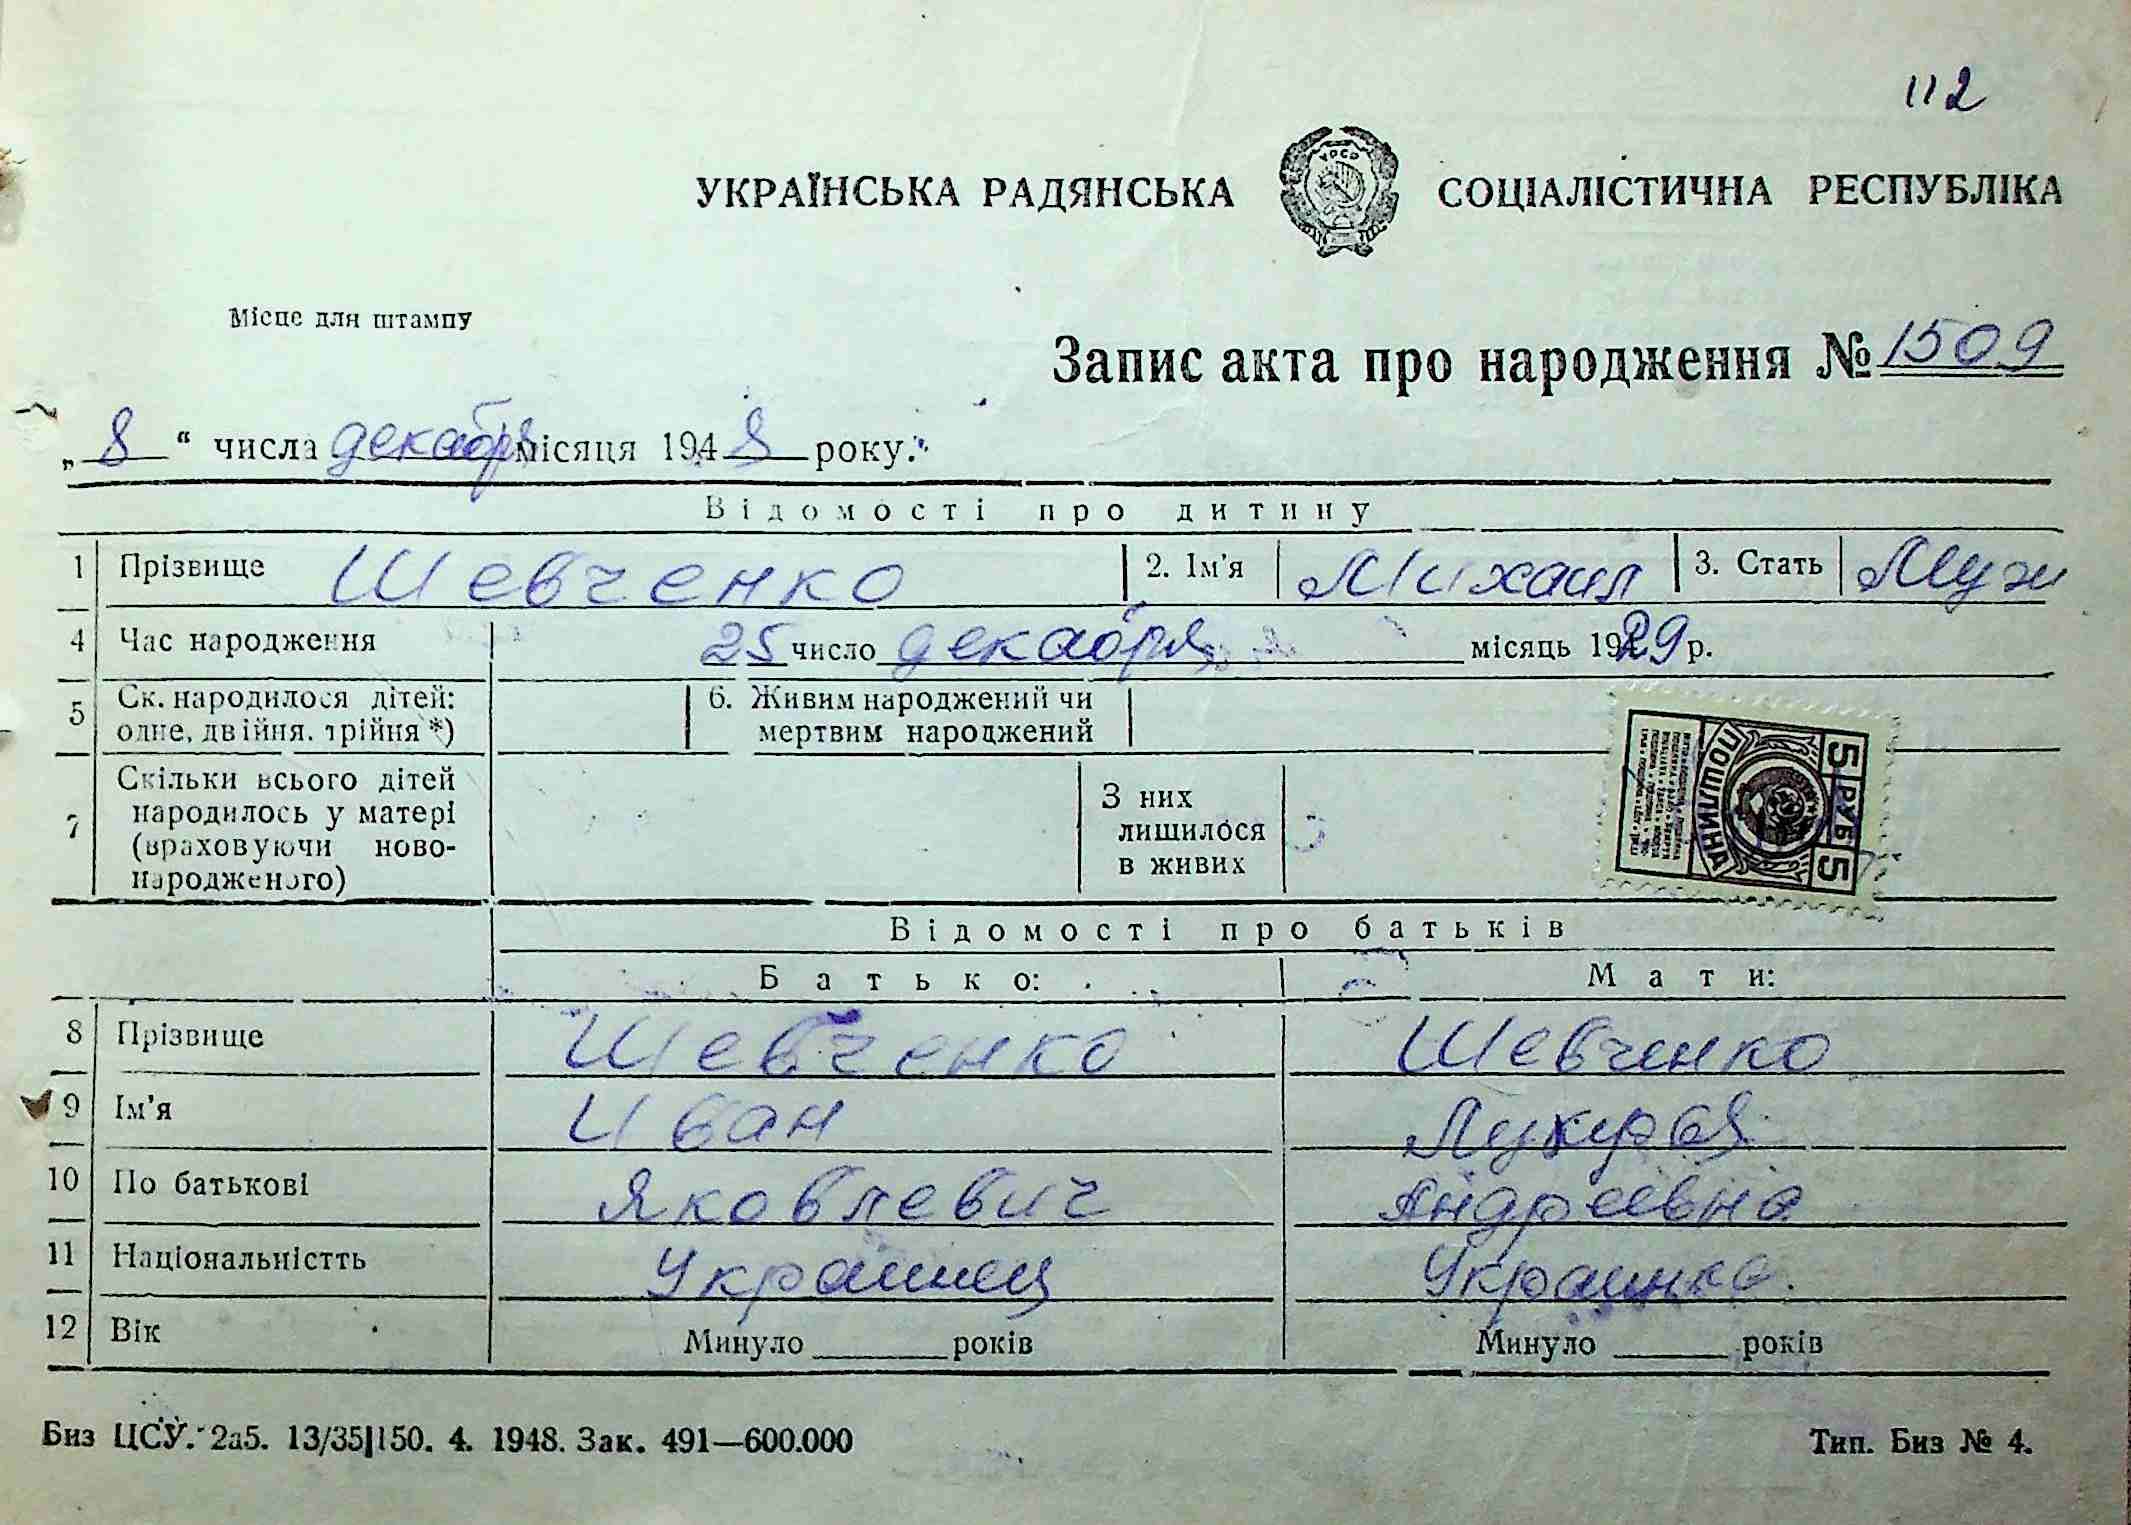 112
УКРАЇНСЬКА РАДЯНСЬКА СОЦІАЛІСТИЧНА РЕСПУБЛІКА
УРСР
Місце для штампу
Запис акта про народження № 1509
„ 8 “ числа декабря місяця 1948 року.
Відомості про дитину
1 Прізвище Шевченко 2. Ім'я Михаил 3. Стать Муж
4 Час народження 25 число декабря місяць 1929 р.
5 Ск. народилося дітей: одне, двійня, трійня *) 6. Живим народжений чи мертвим народжений
7 Скільки всього дітей народилось у матері (враховуючи новонародженого) З них лишилося в живих
5 РУБ 5
ПОШЛИНА
Відомості про батьків
Батько: Мати:
8 Прізвище Шевченко Шевченко
9 Ім'я Иван Лукерья
10 По батькові Яковлевич Андреевна
11 Національністть Украинец Украинка.
12 Вік Минуло ___ років Минуло ___ років
Биз ЦСУ. 2а5. 13/35|150. 4. 1948. Зак. 491—600.000 Тип. Биз № 4.